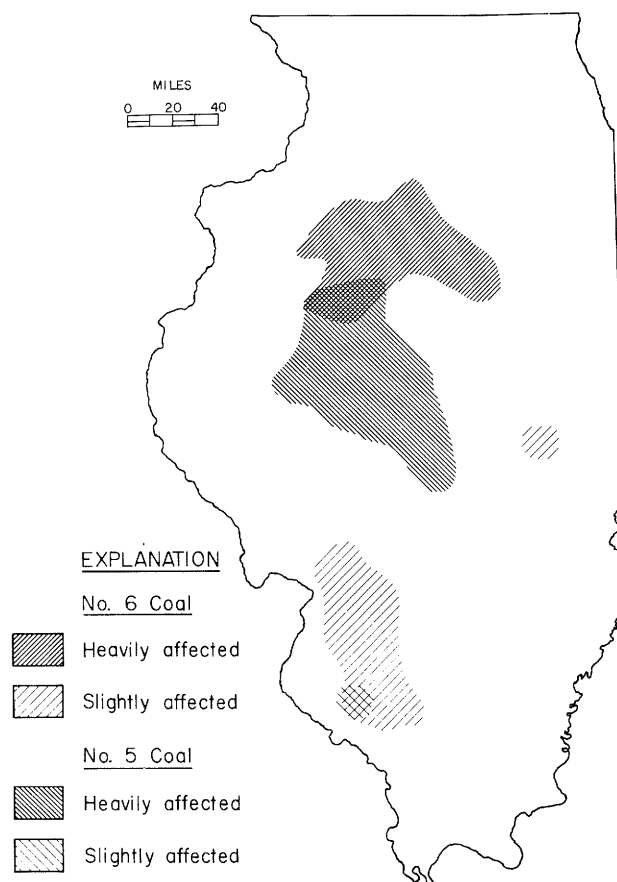 MILES
0 20 40
EXPLANATION
No. 6 Coal
Heavily affected
Slightly affected
No. 5 Coal
Heavily affected
Slightly affected